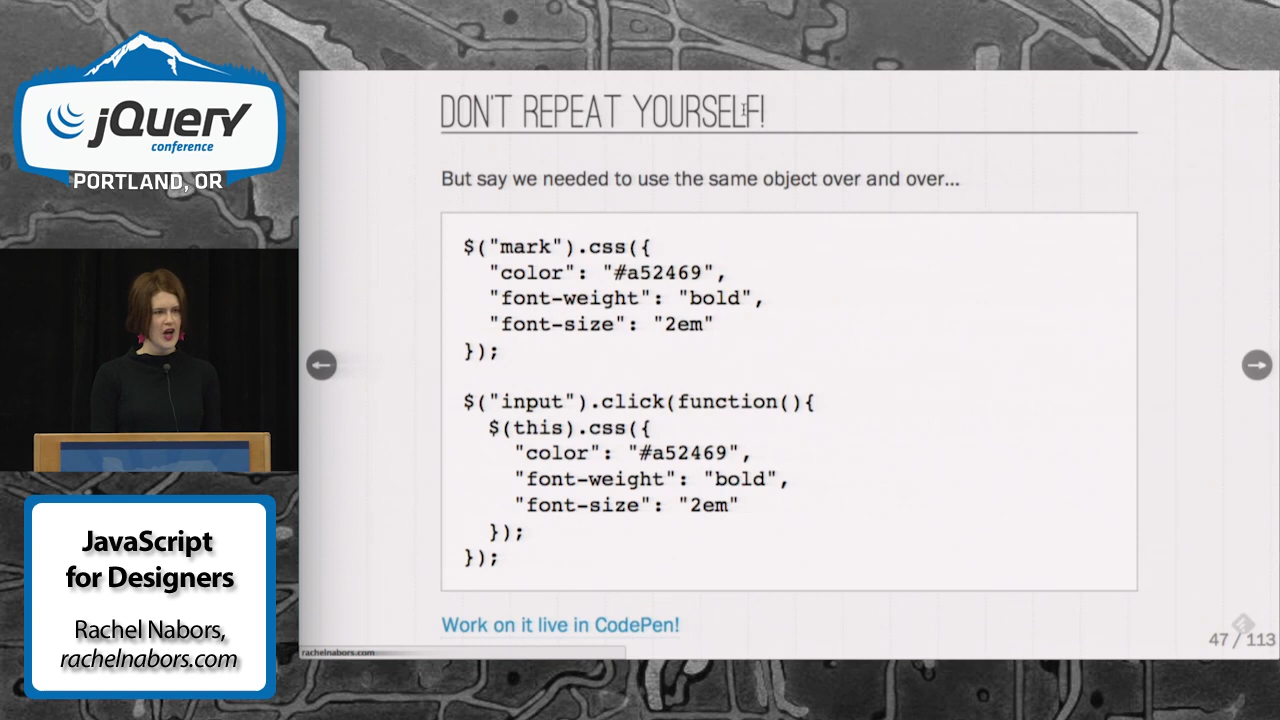 jQuery
conference
PORTLAND, OR
JavaScript
for Designers
Rachel Nabors,
rachelnabors.com
DON'T REPEAT YOURSELF!
But say we needed to use the same object over and over...
$("mark").css({
  "color": "#a52469",
  "font-weight": "bold",
  "font-size": "2em"
});

$("input").click(function(){
  $(this).css({
    "color": "#a52469",
    "font-weight": "bold",
    "font-size": "2em"
  });
});
Work on it live in CodePen!
47 / 113
rachelnabors.com